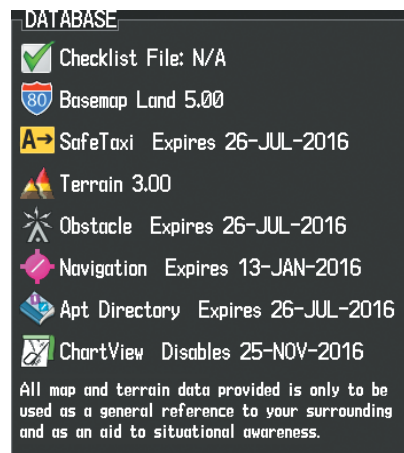 DATABASE
Checklist File: N/A
80 Basemap Land 5.00
A→ SafeTaxi Expires 26-JUL-2016
Terrain 3.00
Obstacle Expires 26-JUL-2016
Navigation Expires 13-JAN-2016
Apt Directory Expires 26-JUL-2016
ChartView Disables 25-NOV-2016
All map and terrain data provided is only to be
used as a general reference to your surrounding
and as an aid to situational awareness.